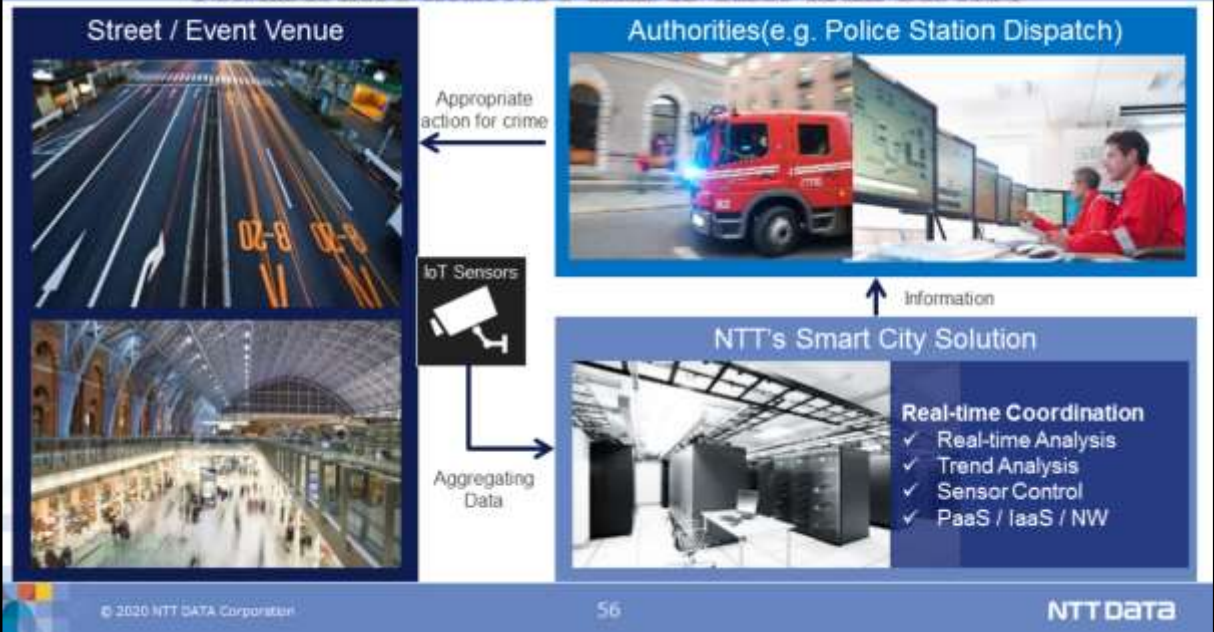 Street / Event Venue
Appropriate
action for crime
Authorities(e.g. Police Station Dispatch)
IoT Sensors
Information
NTT's Smart City Solution
Real-time Coordination
✓ Real-time Analysis
✓ Trend Analysis
✓ Sensor Control
✓ PaaS / IaaS / NW
Aggregating
Data
© 2020 NTT DATA Corporation
56
NTT DATA